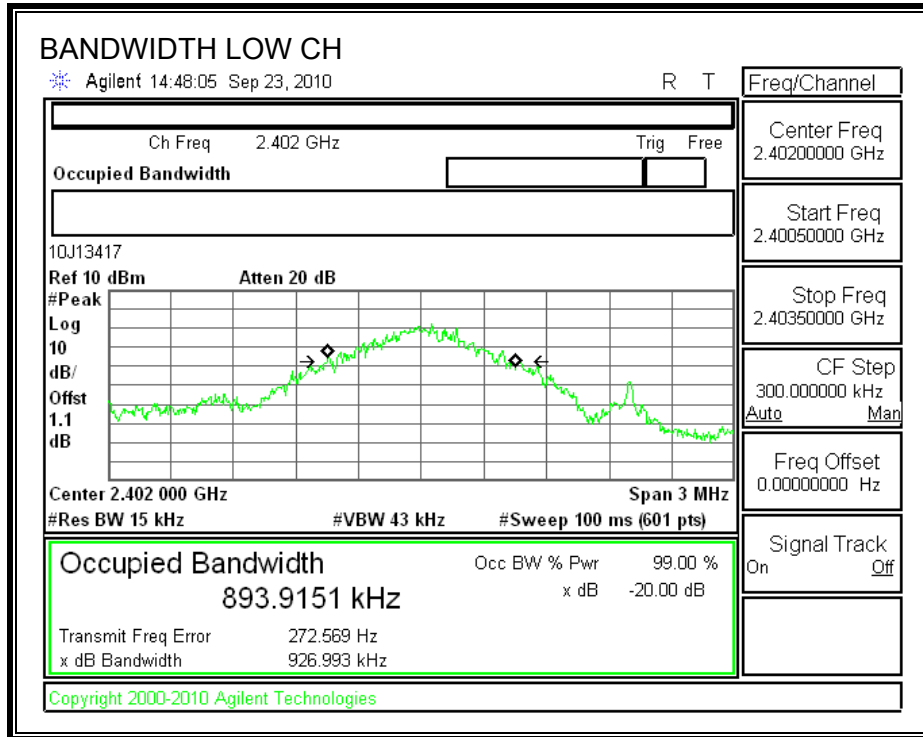 BANDWIDTH LOW CH
Agilent 14:48:05 Sep 23, 2010
R T
Ch Freq 2.402 GHz
Trig Free
Occupied Bandwidth
10J13417
Ref 10 dBm Atten 20 dB
#Peak
Log
10
dB/
Offst
1.1
dB
Center 2.402 000 GHz Span 3 MHz
#Res BW 15 kHz #VBW 43 kHz #Sweep 100 ms (601 pts)
Occupied Bandwidth
893.9151 kHz
Occ BW % Pwr 99.00 %
x dB -20.00 dB
Transmit Freq Error 272.569 Hz
x dB Bandwidth 926.993 kHz
Copyright 2000-2010 Agilent Technologies
Freq/Channel
Center Freq
2.40200000 GHz
Start Freq
2.40050000 GHz
Stop Freq
2.40350000 GHz
CF Step
300.000000 kHz
Auto Man
Freq Offset
0.00000000 Hz
Signal Track
On Off